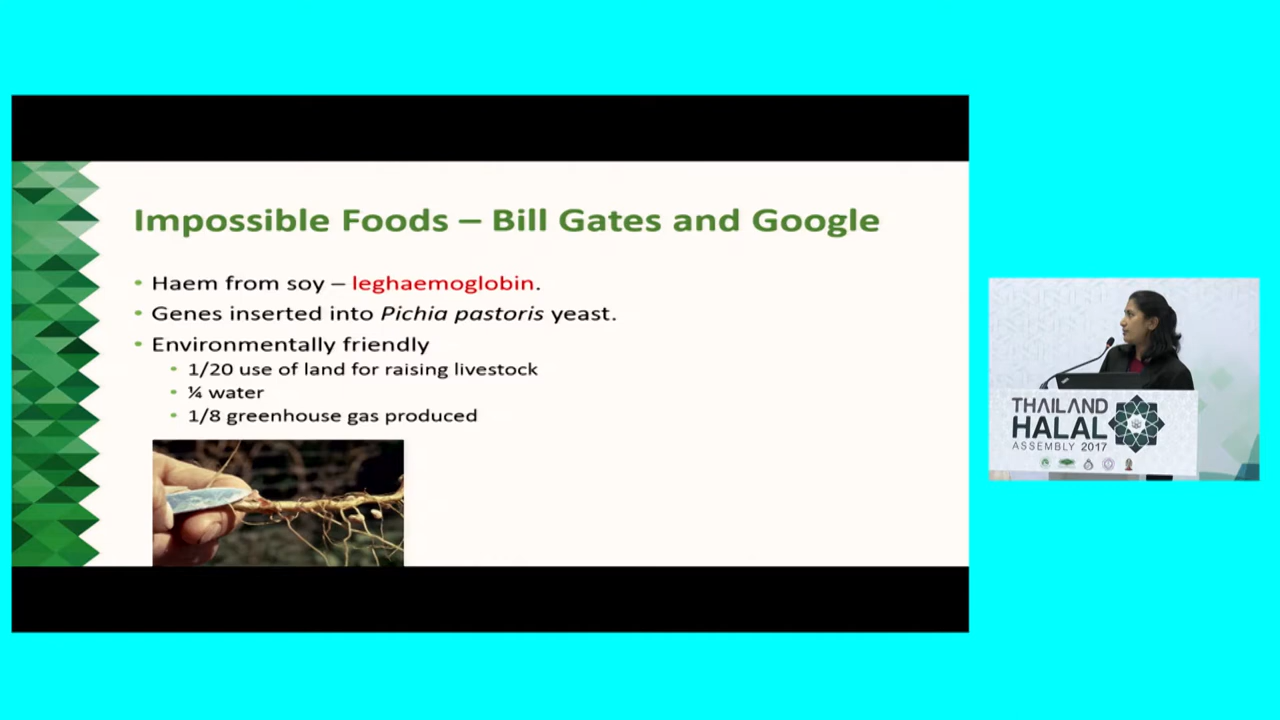 Impossible Foods – Bill Gates and Google
• Haem from soy – leghaemoglobin.
• Genes inserted into Pichia pastoris yeast.
• Environmentally friendly
• 1/20 use of land for raising livestock
• ¼ water
• 1/8 greenhouse gas produced
THAILAND
HALAL
ASSEMBLY 2017